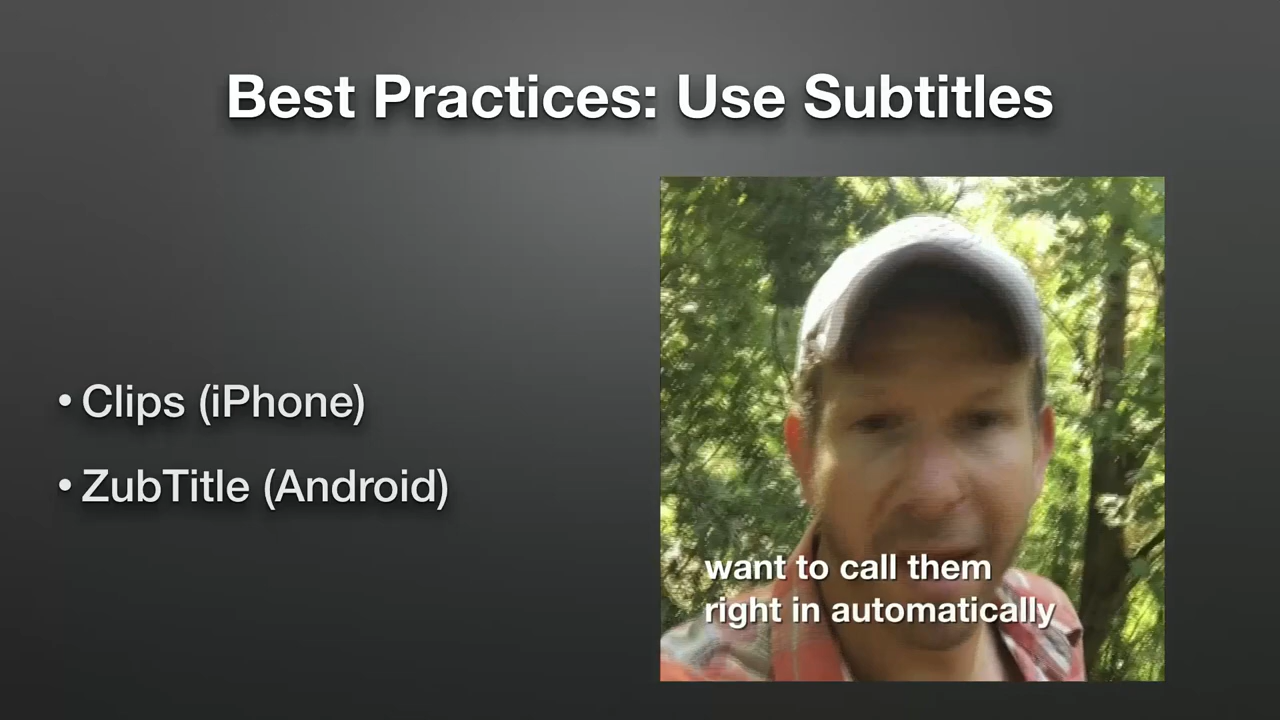 Best Practices: Use Subtitles
• Clips (iPhone)
• ZubTitle (Android)
want to call them
right in automatically